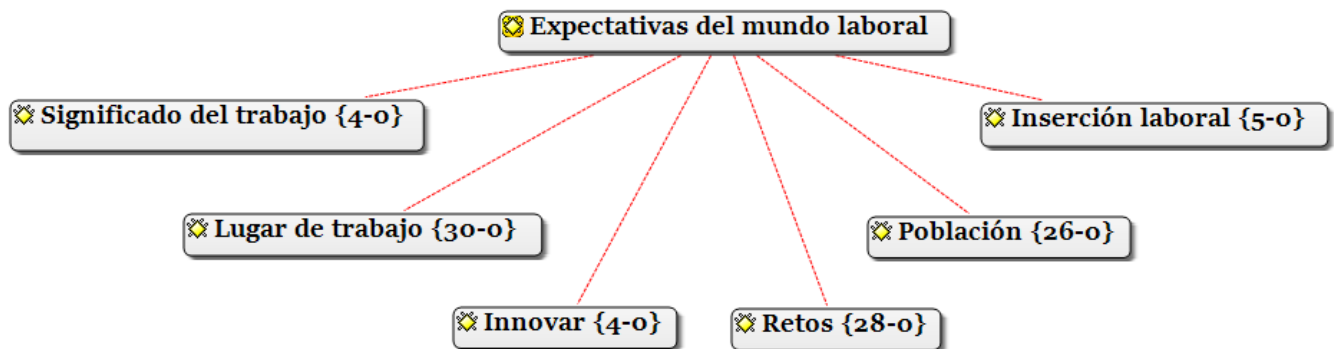 Expectativas del mundo laboral
Significado del trabajo {4-0}
Inserción laboral {5-0}
Lugar de trabajo {30-0}
Población {26-0}
Innovar {4-0}
Retos {28-0}